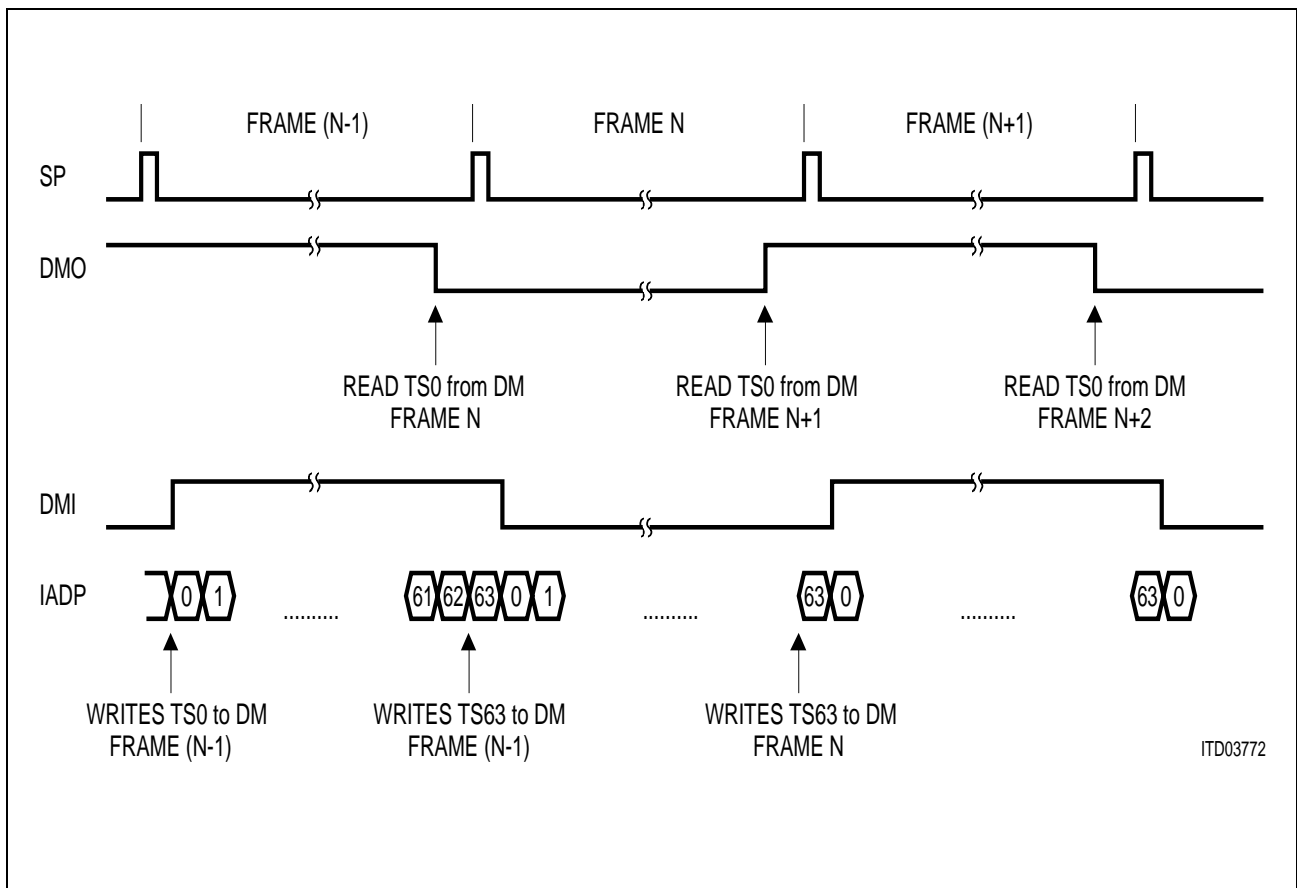 FRAME (N-1) FRAME N FRAME (N+1)
SP
DMO
READ TS0 from DM READ TS0 from DM READ TS0 from DM
FRAME N FRAME N+1 FRAME N+2
DMI
IADP 0 1 .......... 61 62 63 0 1 .......... 63 0 .......... 63 0
WRITES TS0 to DM WRITES TS63 to DM WRITES TS63 to DM
FRAME (N-1) FRAME (N-1) FRAME N
ITD03772